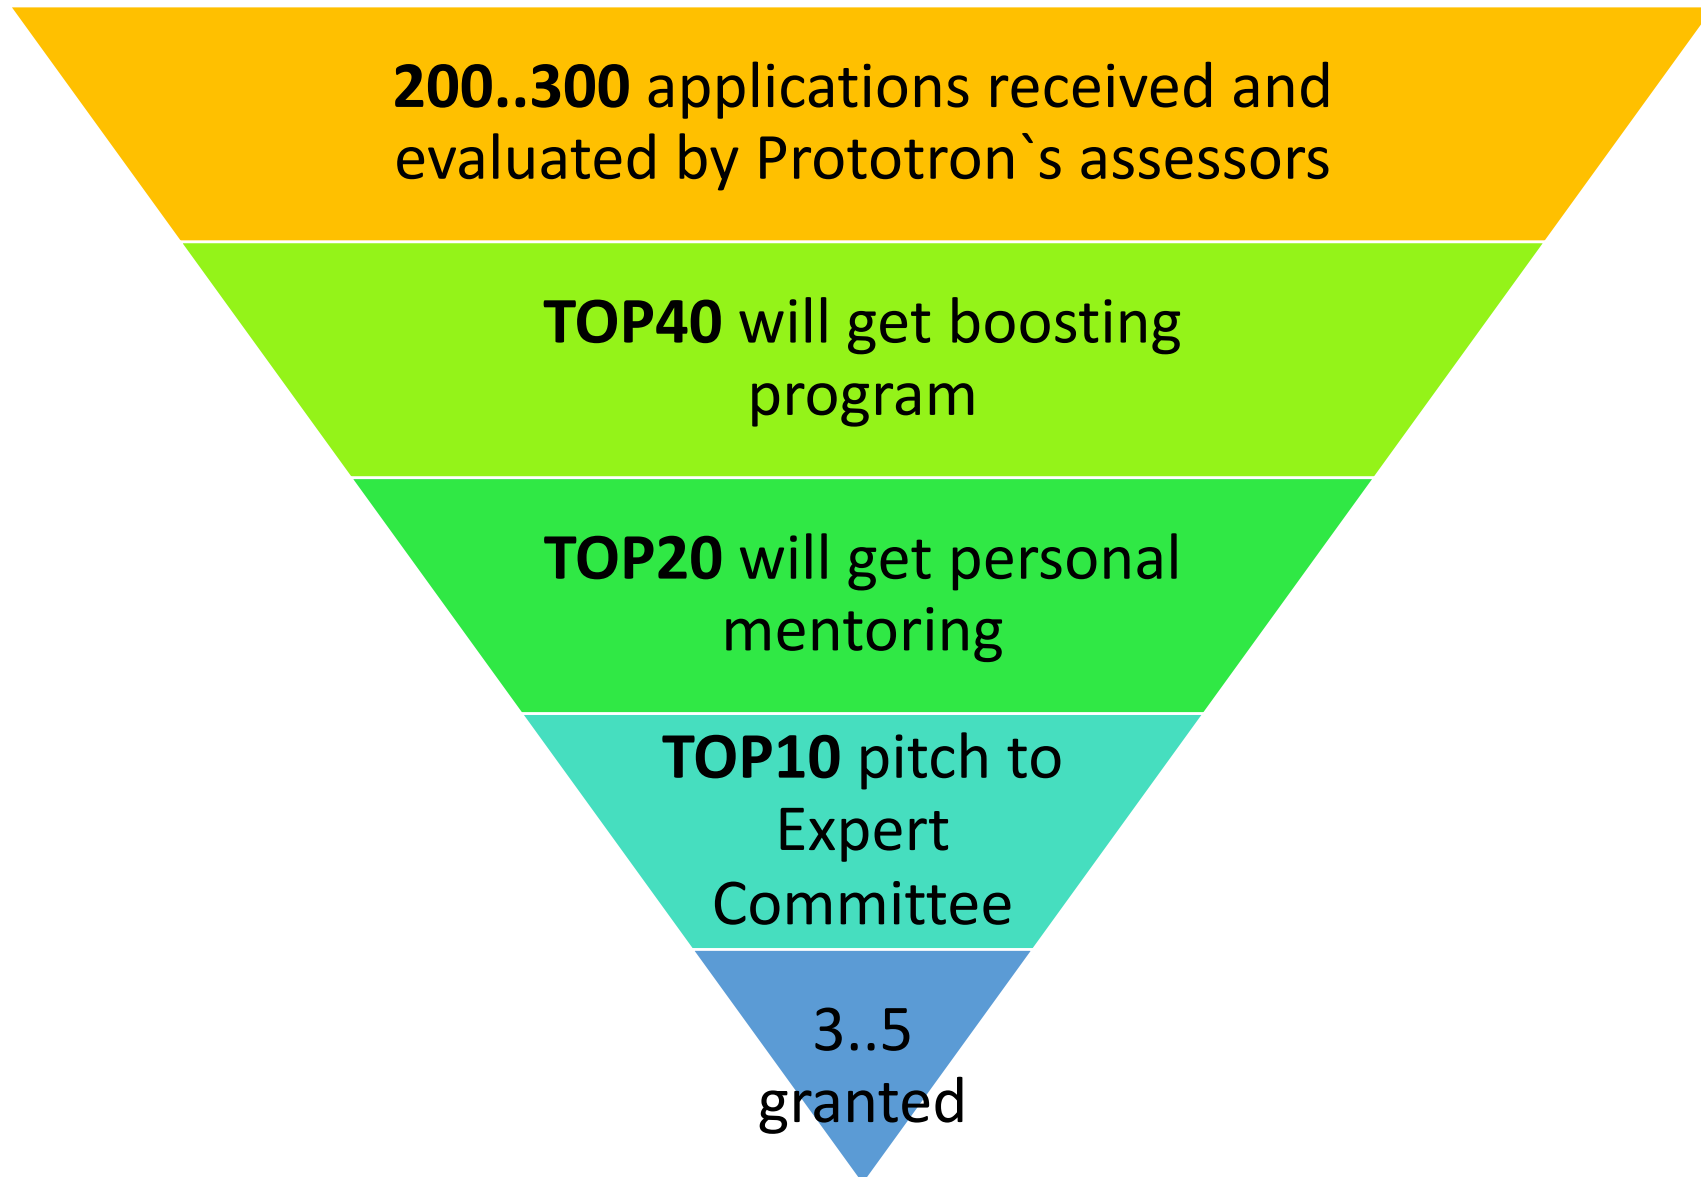 200..300 applications received and
evaluated by Prototron`s assessors
TOP40 will get boosting
program
TOP20 will get personal
mentoring
TOP10 pitch to
Expert
Committee
3..5
granted